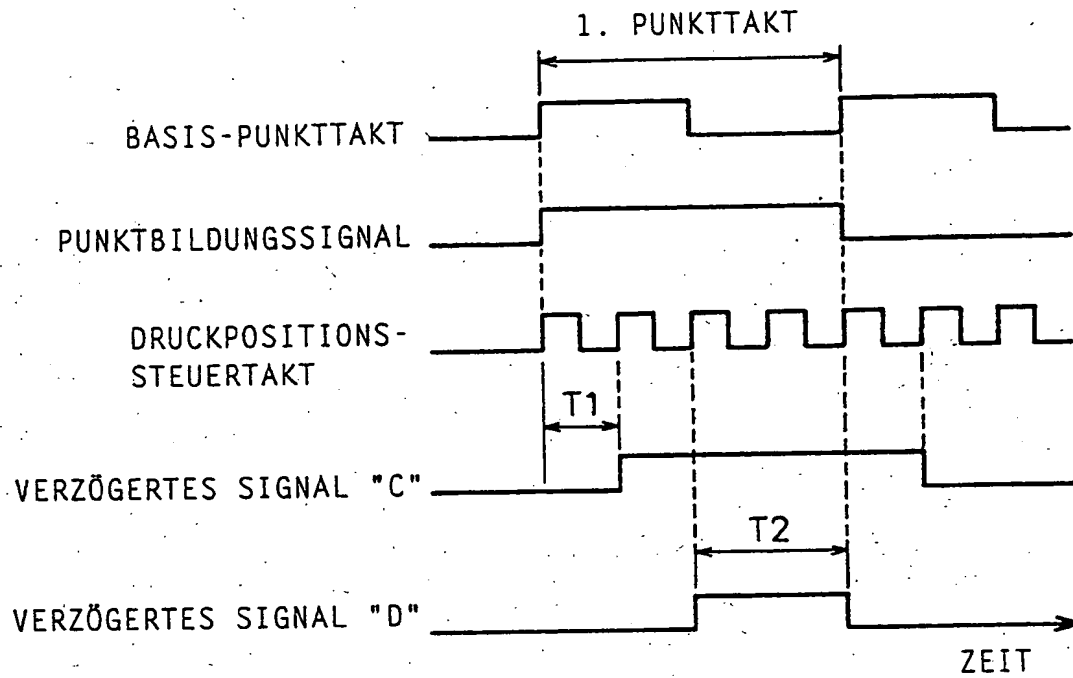 1. PUNKTTAKT
BASIS-PUNKTTAKT
PUNKTBILDUNGSSIGNAL
DRUCKPOSITIONS-
STEUERTAKT
T1
VERZÖGERTES SIGNAL "C"
T2
VERZÖGERTES SIGNAL "D"
ZEIT